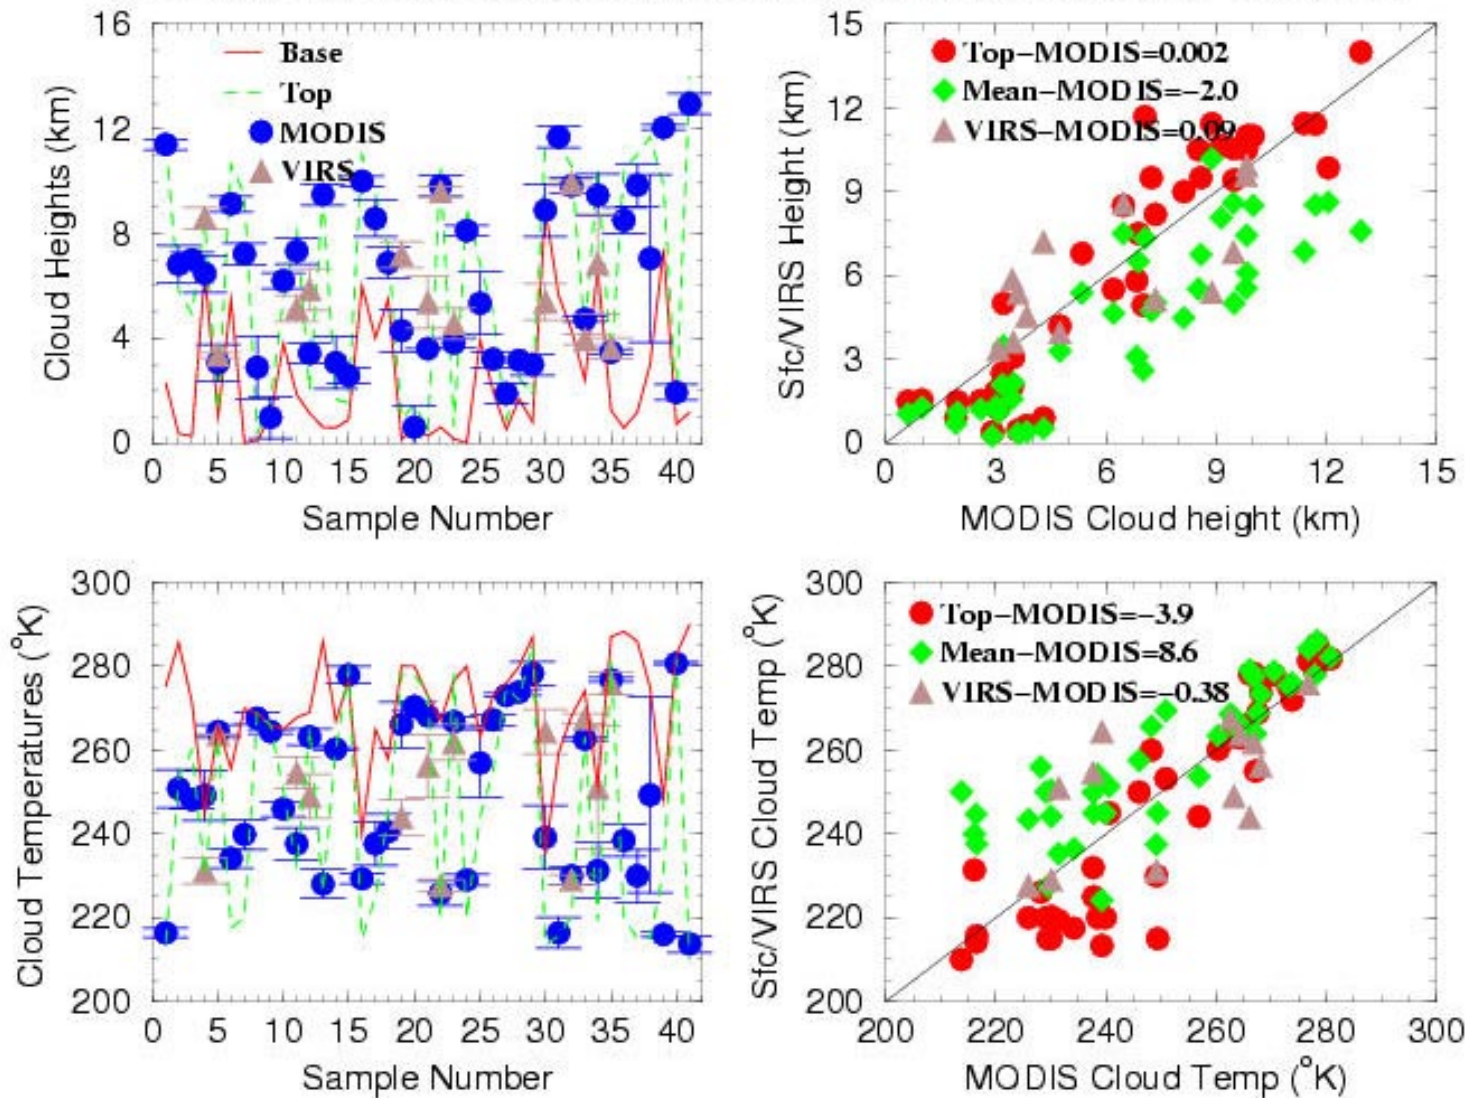 16
12
8
4
0
Cloud Heights (km)
Base
Top
MODIS
VIRS
0 5 10 15 20 25 30 35 40
Sample Number
15
12
9
6
3
0
Sfc/VIRS Height (km)
Top-MODIS=0.002
Mean-MODIS=-2.0
VIRS-MODIS=0.09
0 3 6 9 12 15
MODIS Cloud height (km)
300
280
260
240
220
200
Cloud Temperatures (°K)
0 5 10 15 20 25 30 35 40
Sample Number
300
280
260
240
220
200
Sfc/VIRS Cloud Temp (°K)
Top-MODIS=-3.9
Mean-MODIS=8.6
VIRS-MODIS=-0.38
200 220 240 260 280 300
MODIS Cloud Temp (°K)